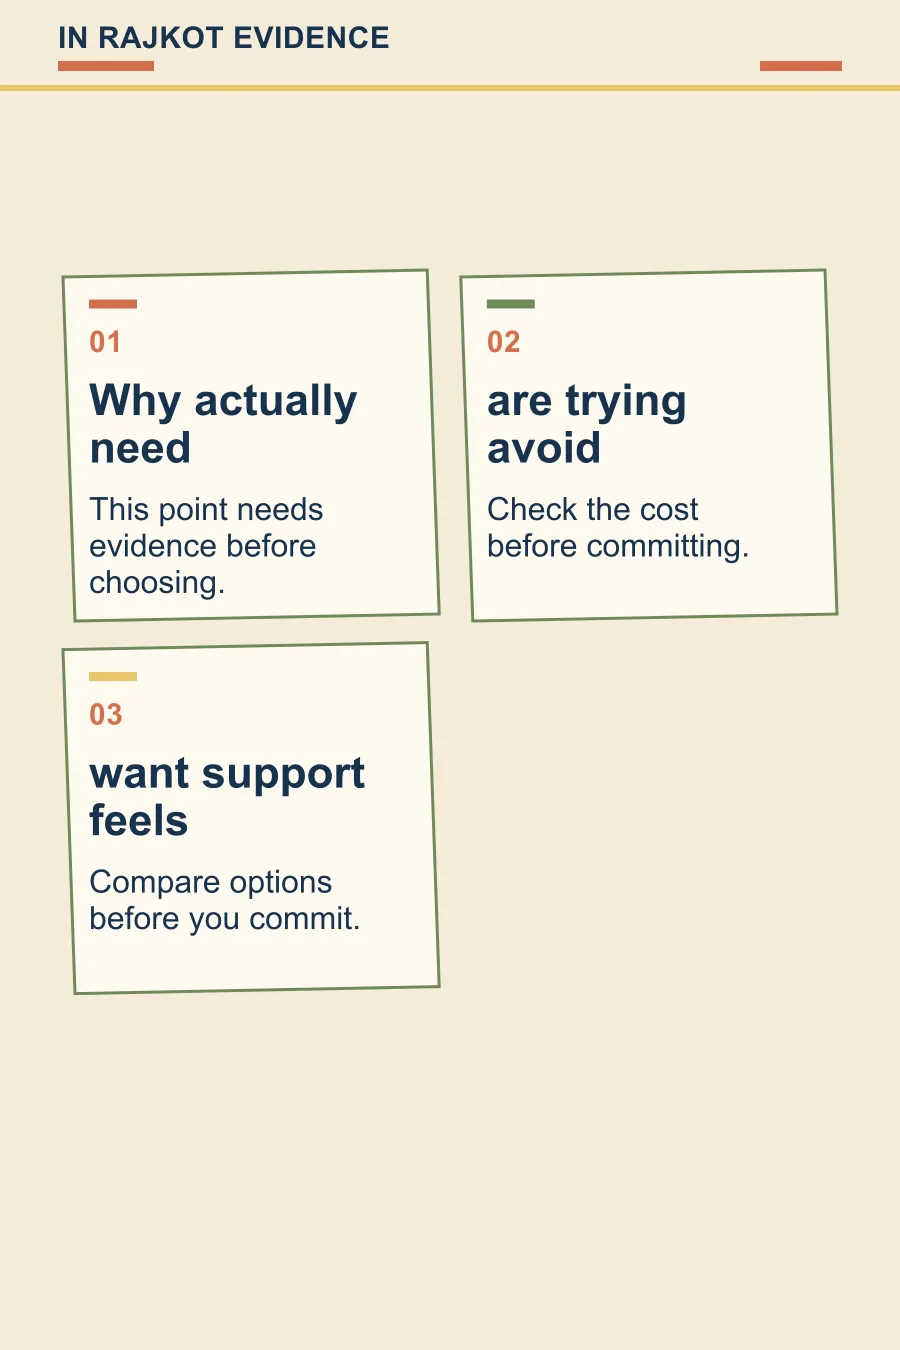 IN RAJKOT EVIDENCE
01
Why actually
need
This point needs
evidence before
choosing.
02
are trying
avoid
Check the cost
before committing.
03
want support
feels
Compare options
before you commit.